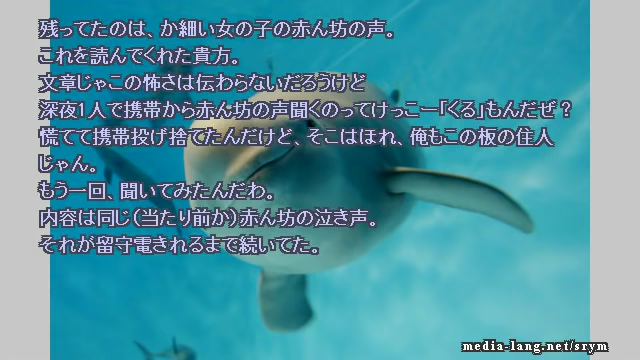 残ってたのは、か細い女の子の赤ん坊の声。
これを読んでくれた貴方。
文章じゃこの怖さは伝わらないだろうけど
深夜1人で携帯から赤ん坊の声聞くのってけっこー「くる」もんだぜ？
慌てて携帯投げ捨てたんだけど、そこはほれ、俺もこの板の住人
じゃん。
もう一回、聞いてみたんだわ。
内容は同じ（当たり前か）赤ん坊の泣き声。
それが留守電きれるまで続いてた。
media-lang.net/srym